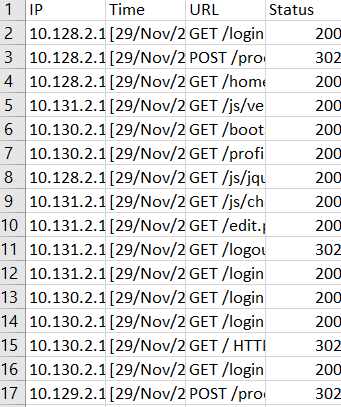 1 IP Time URL Status
2 10.128.2.1 [29/Nov/2 GET /login 200
3 10.128.2.1 [29/Nov/2 POST /pro 302
4 10.128.2.1 [29/Nov/2 GET /home 200
5 10.131.2.1 [29/Nov/2 GET /js/ve 200
6 10.130.2.1 [29/Nov/2 GET /boot 200
7 10.130.2.1 [29/Nov/2 GET /profi 200
8 10.128.2.1 [29/Nov/2 GET /js/jqu 200
9 10.131.2.1 [29/Nov/2 GET /js/ch 200
10 10.131.2.1 [29/Nov/2 GET /edit.p 200
11 10.131.2.1 [29/Nov/2 GET /logou 302
12 10.131.2.1 [29/Nov/2 GET /login 200
13 10.130.2.1 [29/Nov/2 GET /login 200
14 10.130.2.1 [29/Nov/2 GET /login 200
15 10.130.2.1 [29/Nov/2 GET / HTT 302
16 10.130.2.1 [29/Nov/2 GET /login 200
17 10.129.2.1 [29/Nov/2 POST /pro 302